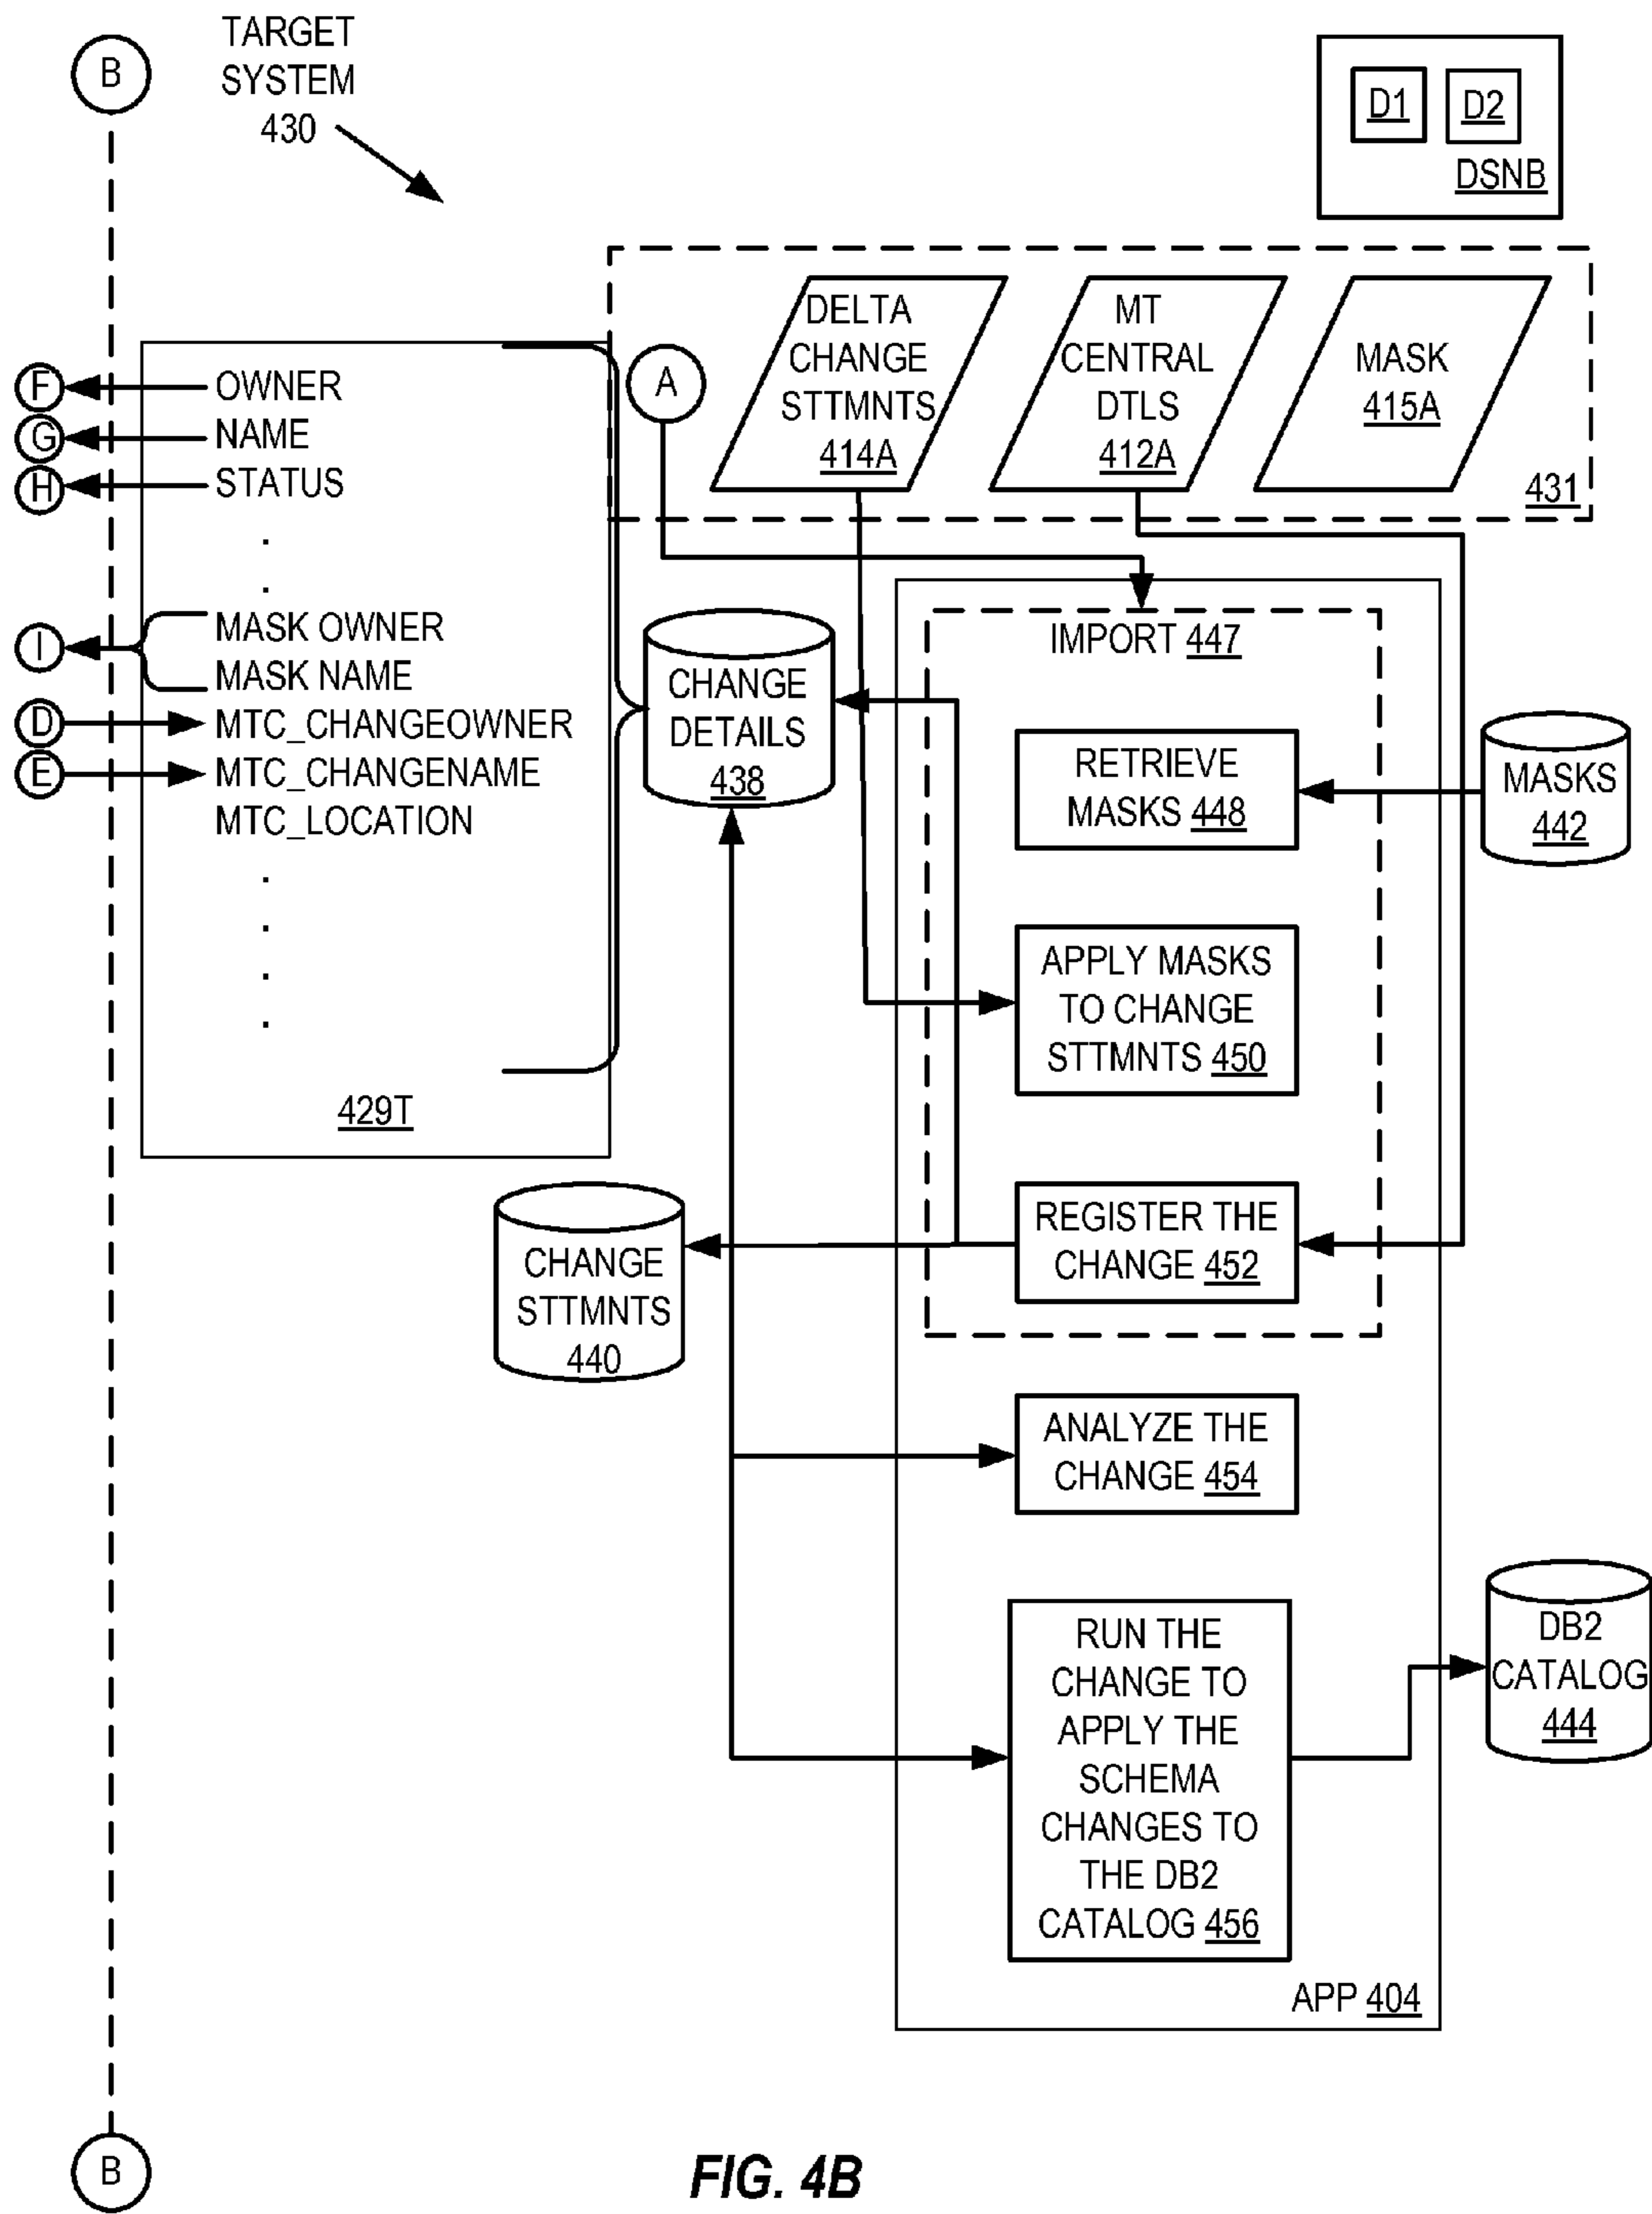 B
TARGET
SYSTEM
430
D1
D2
DSNB
DELTA
CHANGE
STTMNTS
414A
MT
CENTRAL
DTLS
412A
MASK
415A
431
A
F
OWNER
G
NAME
H
STATUS
.
.
I
MASK OWNER
MASK NAME
D
MTC_CHANGEOWNER
E
MTC_CHANGENAME
MTC_LOCATION
.
.
.
.
429T
CHANGE
DETAILS
438
IMPORT 447
RETRIEVE
MASKS 448
MASKS
442
APPLY MASKS
TO CHANGE
STTMNTS 450
REGISTER THE
CHANGE 452
CHANGE
STTMNTS
440
ANALYZE THE
CHANGE 454
RUN THE
CHANGE TO
APPLY THE
SCHEMA
CHANGES TO
THE DB2
CATALOG 456
DB2
CATALOG
444
APP 404
B
FIG. 4B